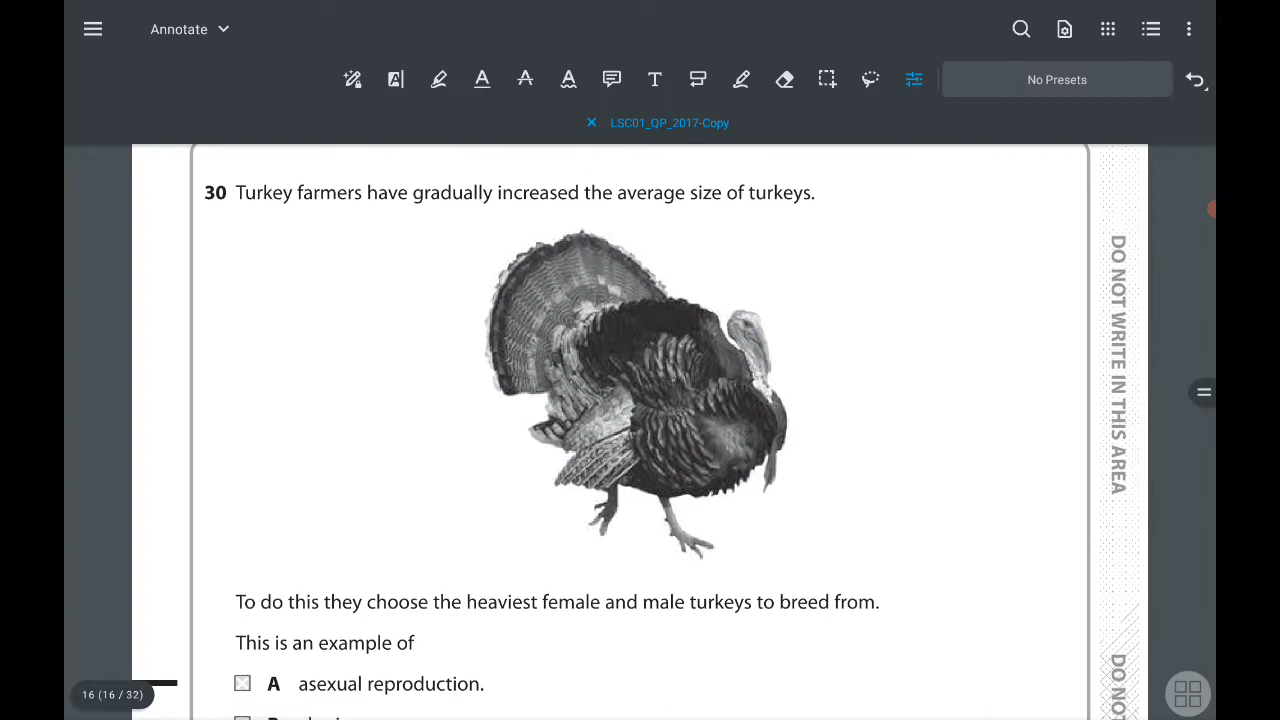 Annotate
No Presets
LSC01_QP_2017-Copy
30 Turkey farmers have gradually increased the average size of turkeys.
DO NOT WRITE IN THIS AREA
To do this they choose the heaviest female and male turkeys to breed from.
This is an example of
A asexual reproduction.
DO NOT
16 (16 / 32)